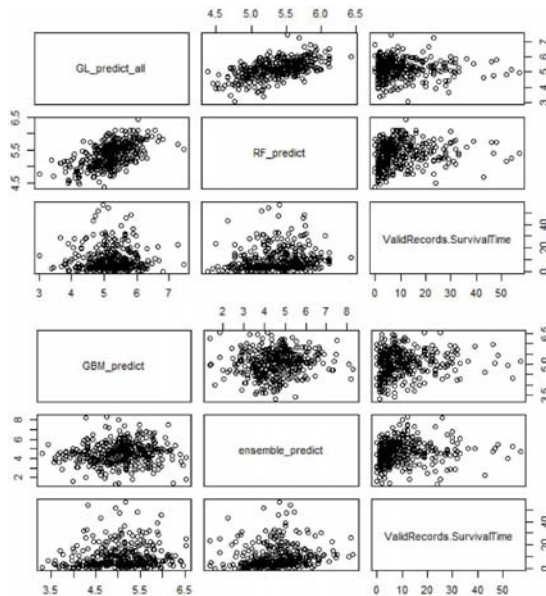 4.5 5.0 5.5 6.0 6.5
GL_predict_all
3 4 5 6 7
4.5 5.5 6.5
RF_predict
0 20 40
ValidRecords.SurvivalTime
3 4 5 6 7
0 10 20 30 40 50
2 3 4 5 6 7 8
GBM_predict
3.5 5.0 6.5
2 4 6 8
ensemble_predict
0 20 40
ValidRecords.SurvivalTime
3.5 4.5 5.5 6.5
0 10 20 30 40 50